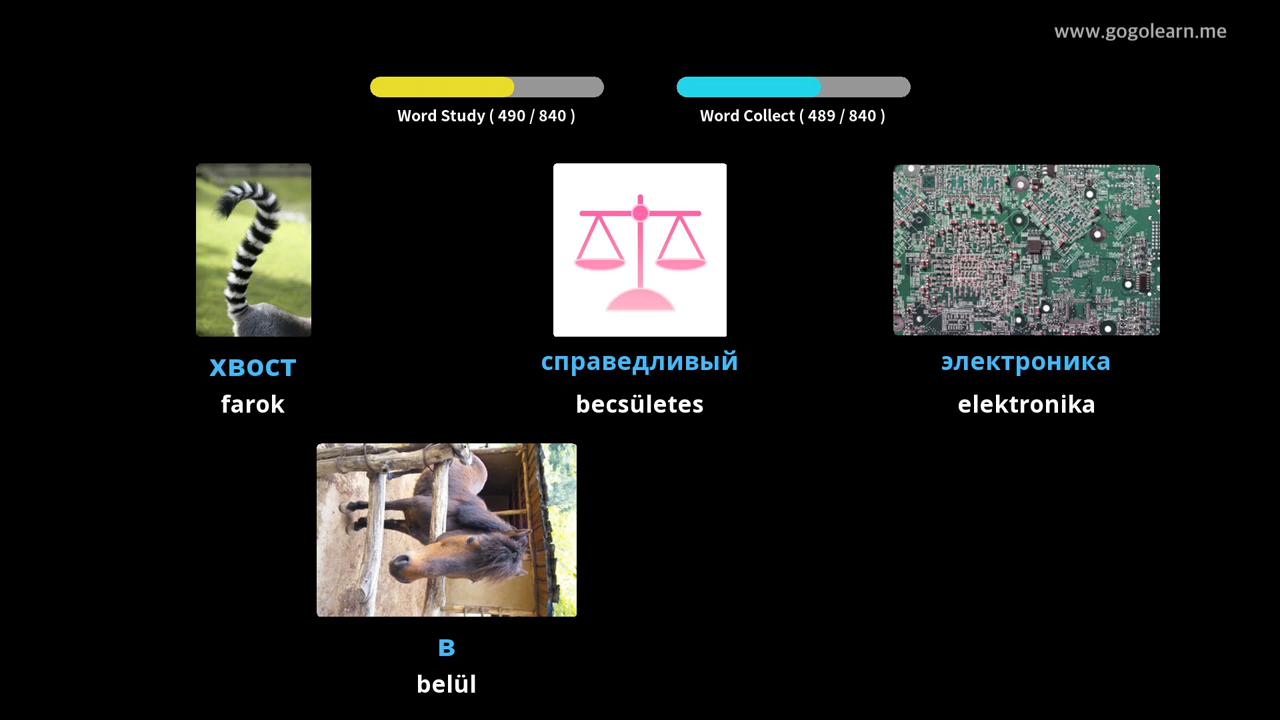 www.gogolearn.me
Word Study ( 490 / 840 )
Word Collect ( 489 / 840 )
хвост
справедливый
электроника
farok
becsületes
elektronika
в
belül